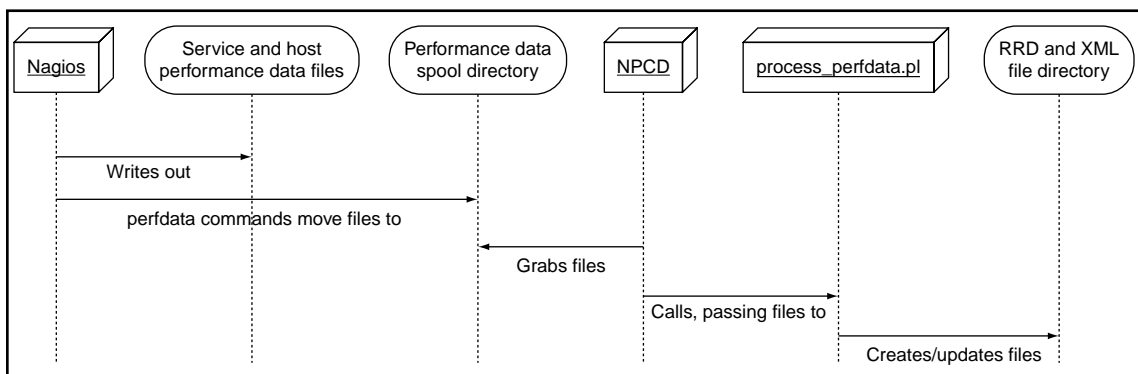 Nagios
Service and host
performance data files
Performance data
spool directory
NPCD
process_perfdata.pl
RRD and XML
file directory
Writes out
perfdata commands move files to
Grabs files
Calls, passing files to
Creates/updates files